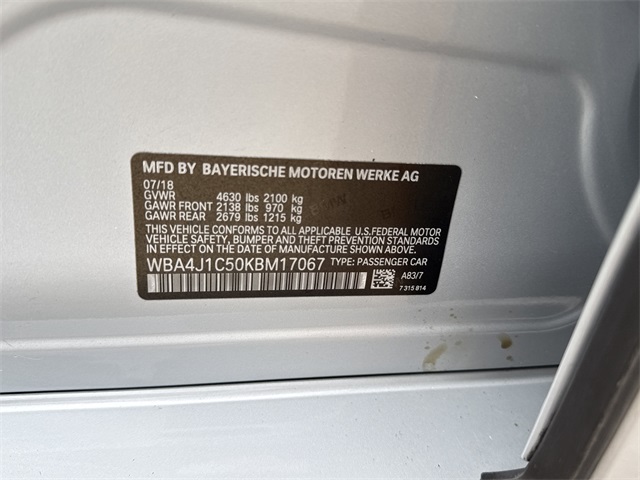 MFD BY BAYERISCHE MOTOREN WERKE AG
07/18
GVWR 4630 lbs 2100 kg
GAWR FRONT 2138 lbs 970 kg
GAWR REAR 2679 lbs 1215 kg
THIS VEHICLE CONFORMS TO ALL APPLICABLE U.S.FEDERAL MOTOR
VEHICLE SAFETY, BUMPER, AND THEFT PREVENTION STANDARDS
IN EFFECT ON THE DATE OF MANUFACTURE SHOWN ABOVE.
WBA4J1C50KBM17067 TYPE: PASSENGER CAR
A83/7
7 315 814